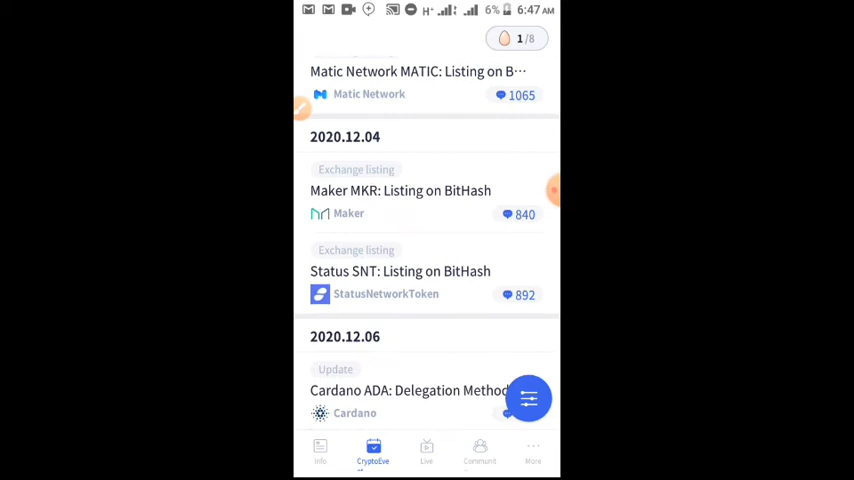 H+ 6% 6:47 AM
1/8
Matic Network MATIC: Listing on B···
Matic Network 1065
2020.12.04
Exchange listing
Maker MKR: Listing on BitHash
Maker 840
Exchange listing
Status SNT: Listing on BitHash
StatusNetworkToken 892
2020.12.06
Update
Cardano ADA: Delegation Method
Cardano
Info CryptoEve Live Communit More